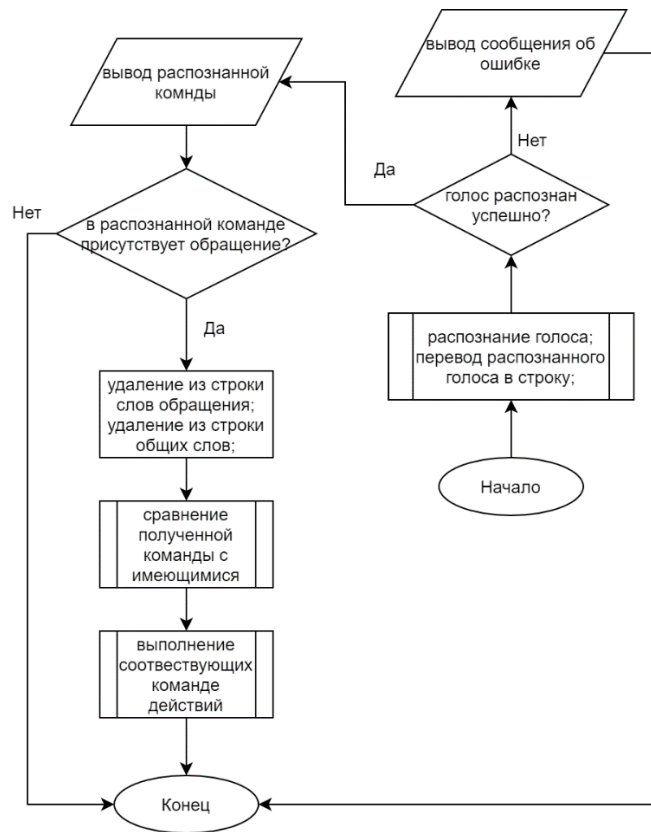 вывод распознанной
комнды
вывод сообщения об
ошибке
Нет
Да
голос распознан
успешно?
Нет
в распознанной команде
присутствует обращение?
Да
распознание голоса;
перевод распознанного
голоса в строку;
удаление из строки
слов обращения;
удаление из строки
общих слов;
Начало
сравнение
полученной
команды с
имеющимися
выполнение
соотвествующих
команде
действий
Конец